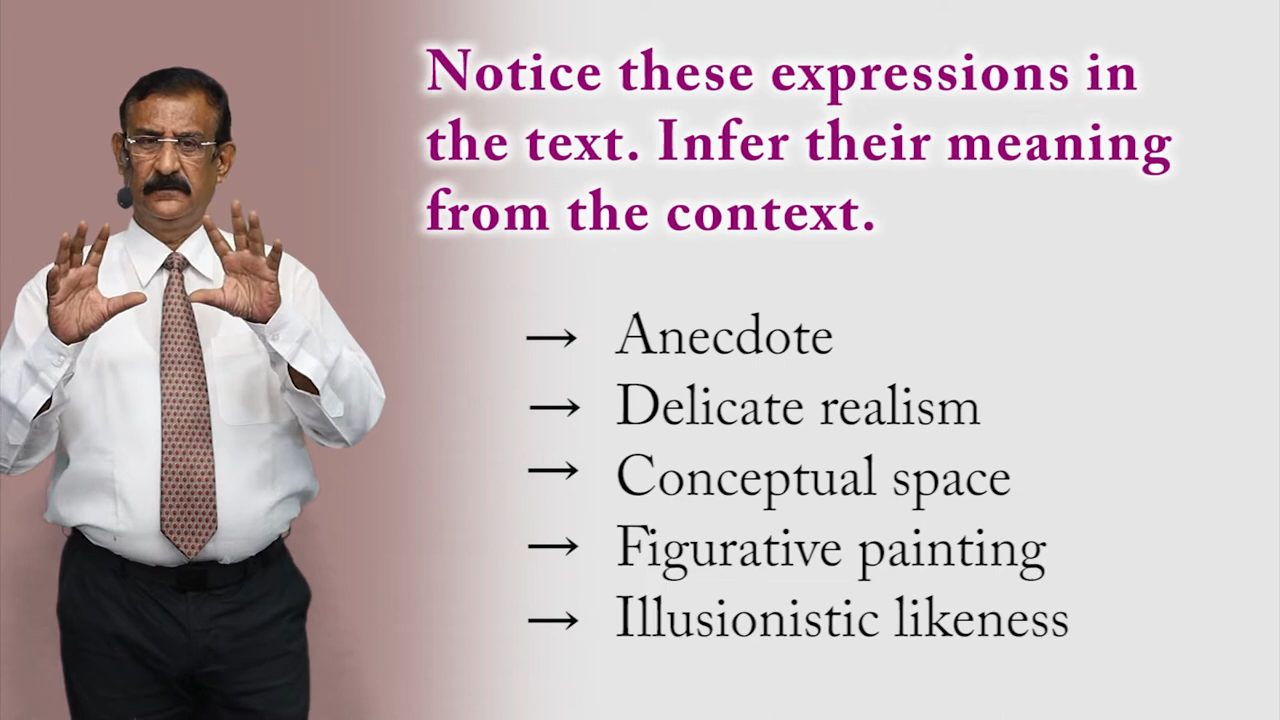 Notice these expressions in
the text. Infer their meaning
from the context.
→ Anecdote
→ Delicate realism
→ Conceptual space
→ Figurative painting
→ Illusionistic likeness